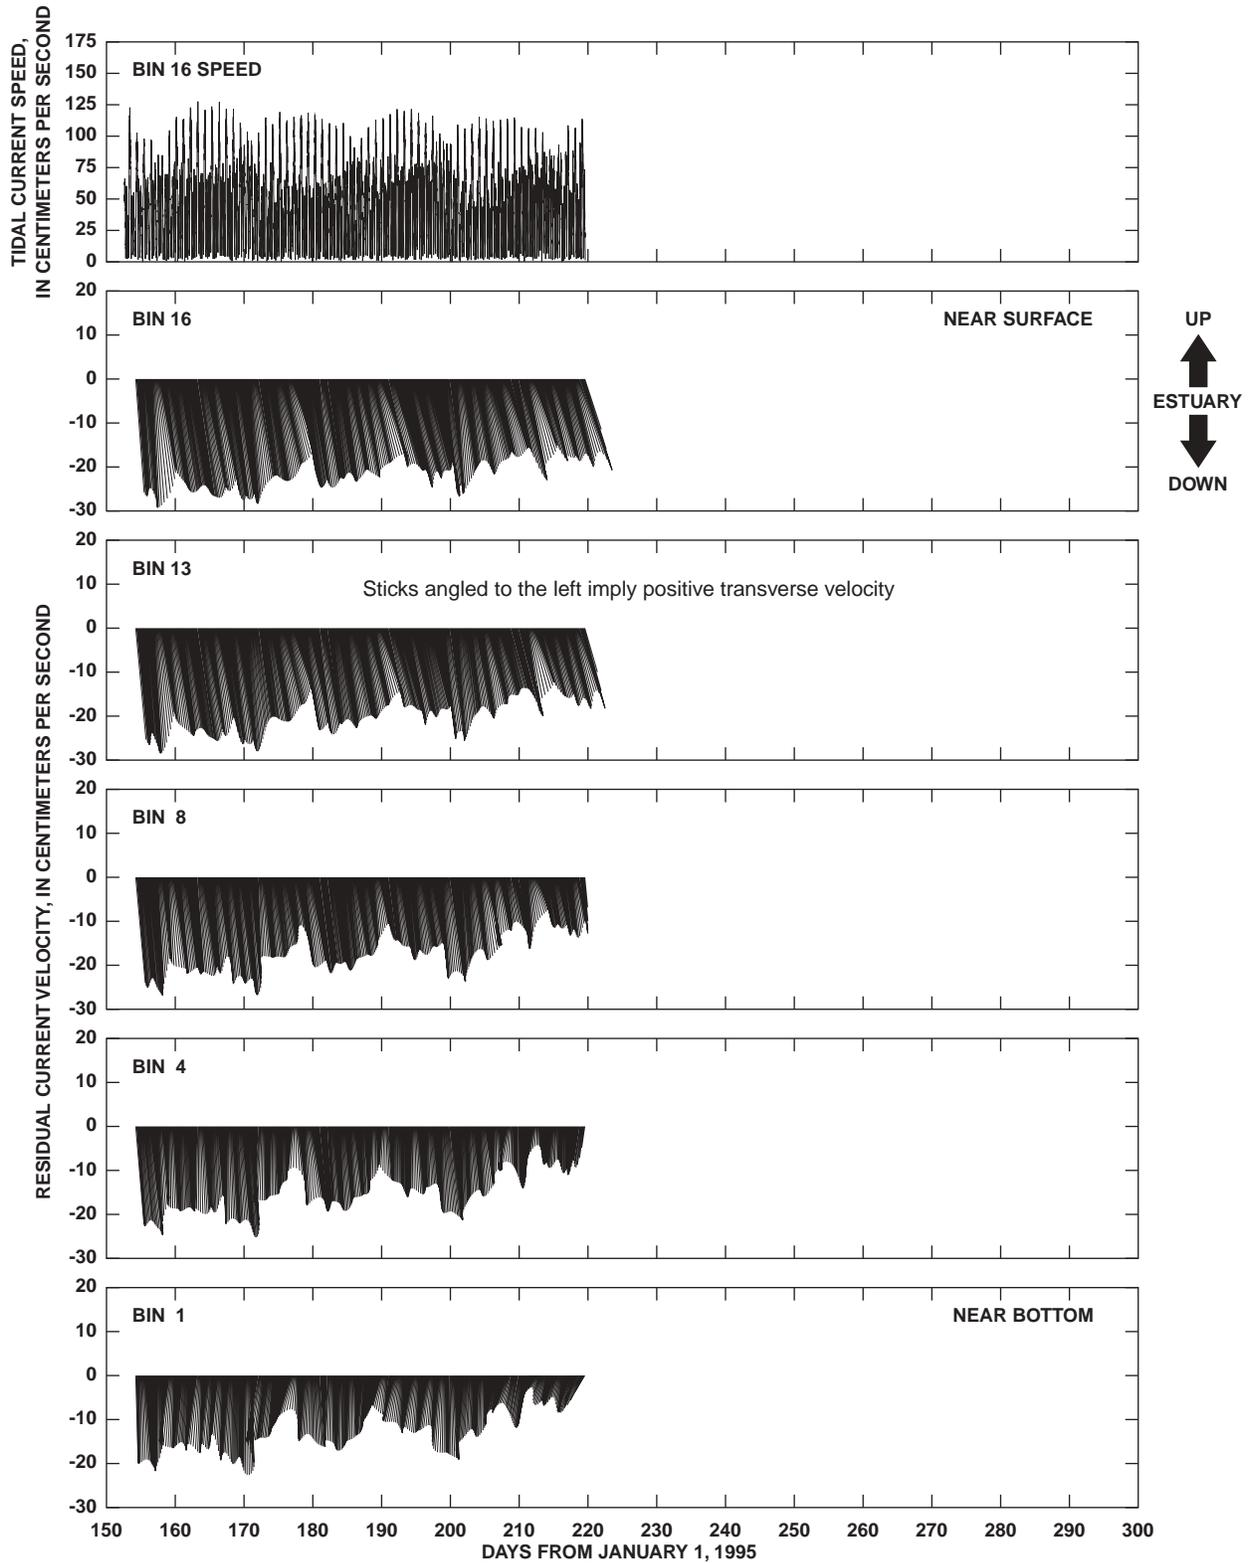 TIDAL CURRENT SPEED,
IN CENTIMETERS PER SECOND
175
150
125
100
75
50
25
0
BIN 16 SPEED
20
10
0
-10
-20
-30
BIN 16
NEAR SURFACE
UP
ESTUARY
DOWN
RESIDUAL CURRENT VELOCITY, IN CENTIMETERS PER SECOND
20
10
0
-10
-20
-30
BIN 13
Sticks angled to the left imply positive transverse velocity
20
10
0
-10
-20
-30
BIN 8
20
10
0
-10
-20
-30
BIN 4
20
10
0
-10
-20
-30
BIN 1
NEAR BOTTOM
150 160 170 180 190 200 210 220 230 240 250 260 270 280 290 300
DAYS FROM JANUARY 1, 1995